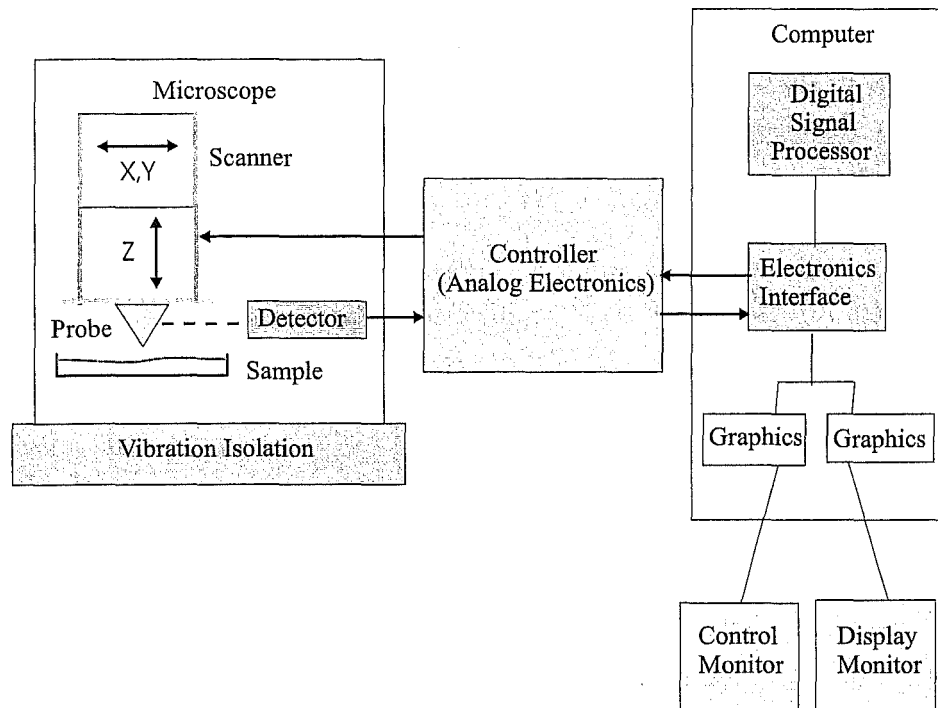 Computer
Microscope
Digital
Signal
Processor
X,Y
Scanner
Z
Controller
(Analog Electronics)
Electronics
Interface
Probe
Detector
Sample
Vibration Isolation
Graphics
Graphics
Control
Monitor
Display
Monitor